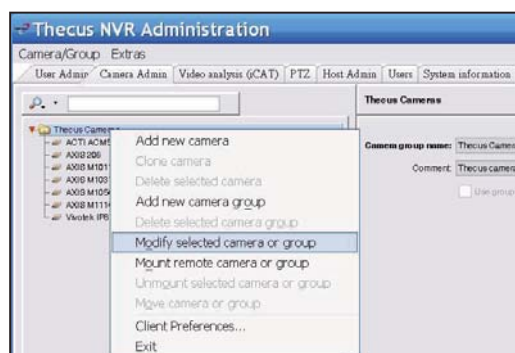 Thecus NVR Administration
Camera/Group Extras
User Admin Camera Admin Video analysis (iCAT) PTZ Host Admin Users System information
Thecus Cameras
Thecus Camera
ACTI ACM
AXIS 206
AXIS M101
AXIS M103
AXIS M105
AXIS M111
Vivotek IP8
Add new camera
Clone camera
Delete selected camera
Add new camera group
Delete selected camera group
Modify selected camera or group
Mount remote camera or group
Unmount selected camera or group
Move camera or group
Client Preferences...
Exit
Camera group name: Thecus Camer
Comment: Thecus camera
Use group